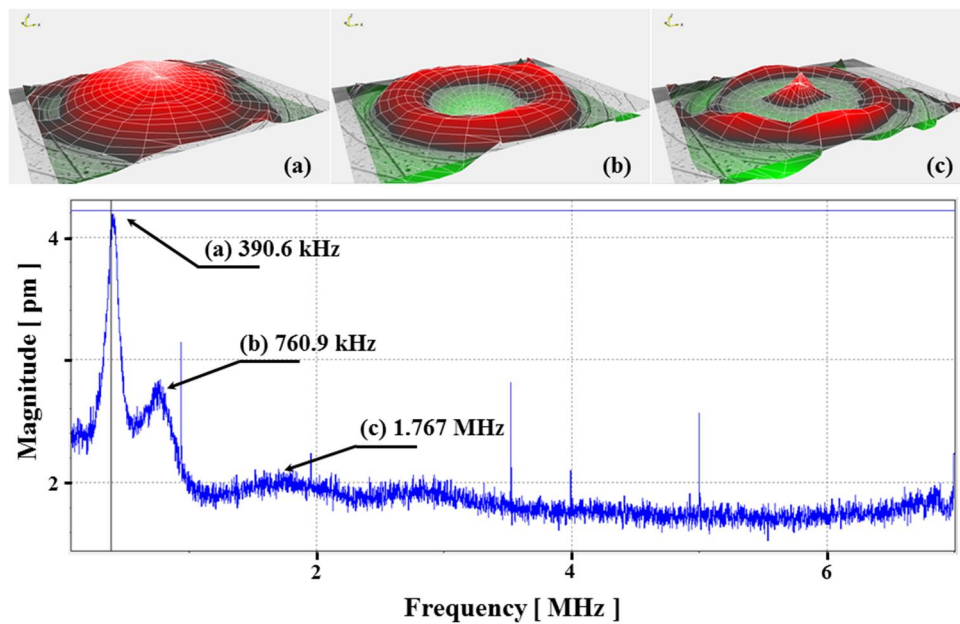 (a)
(b)
(c)
(a) 390.6 kHz
(b) 760.9 kHz
(c) 1.767 MHz
4
2
Magnitude [ pm ]
2
4
6
Frequency [ MHz ]